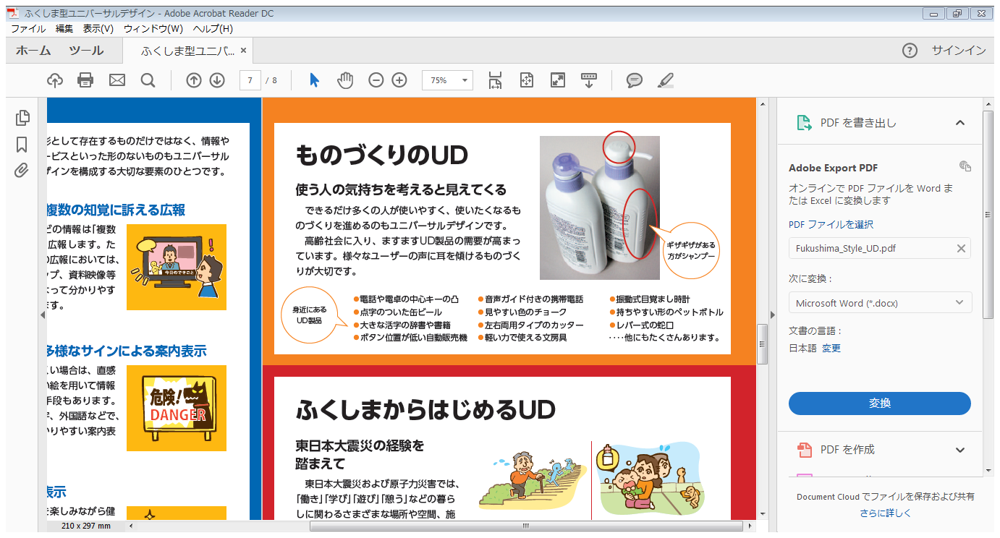 ふくしま型ユニバーサルデザイン - Adobe Acrobat Reader DC
ファイル 編集 表示(V) ウィンドウ(W) ヘルプ(H)
ホーム ツール ふくしま型ユニバ... × ? サインイン
7 / 8 75%
形として存在するものだけではなく、情報や
ービスといった形のないものもユニバーサル
ザインを構成する大切な要素のひとつです。
複数の知覚に訴える広報
どの情報は「複数
広報します。た
の広報においては、
ップ、資料映像等
よって分かりやす
ます。
今日のできごと
多様なサインによる案内表示
くい場合は、直感
い絵を用いて情報
手段もあります。
字、外国語などで、
かりやすい案内表
危険!
DANGER
表示
を楽しみながら健
210 x 297 mm
ものづくりのUD
使う人の気持ちを考えると見えてくる
できるだけ多くの人が使いやすく、使いたくなるも
のづくりを進めるのもユニバーサルデザインです。
高齢社会に入り、ますますUD製品の需要が高まっ
ています。様々なユーザーの声に耳を傾けるものづく
りが大切です。
ギザギザがある
方がシャンプー
身近にある
UD製品
●電話や電卓の中心キーの凸
●点字のついた缶ビール
●大きな活字の辞書や書籍
●ボタン位置が低い自動販売機
●音声ガイド付きの携帯電話
●見やすい色のチョーク
●左右両用タイプのカッター
●軽い力で使える文房具
●振動式目覚まし時計
●持ちやすい形のペットボトル
●レバー式の蛇口
‥‥他にもたくさんあります。
ふくしまからはじめるUD
東日本大震災の経験を
踏まえて
東日本大震災および原子力災害では、
「働き」「学び」「遊び」「憩う」などの暮ら
しに関わるさまざまな場所や空間、施
PDF を書き出し
Adobe Export PDF
オンラインで PDF ファイルを Word ま
たは Excel に変換します
PDF ファイルを選択
Fukushima_Style_UD.pdf
次に変換 :
Microsoft Word (*.docx)
文書の言語 :
日本語 変更
変換
PDF を作成
Document Cloud でファイルを保存および共有
さらに詳しく